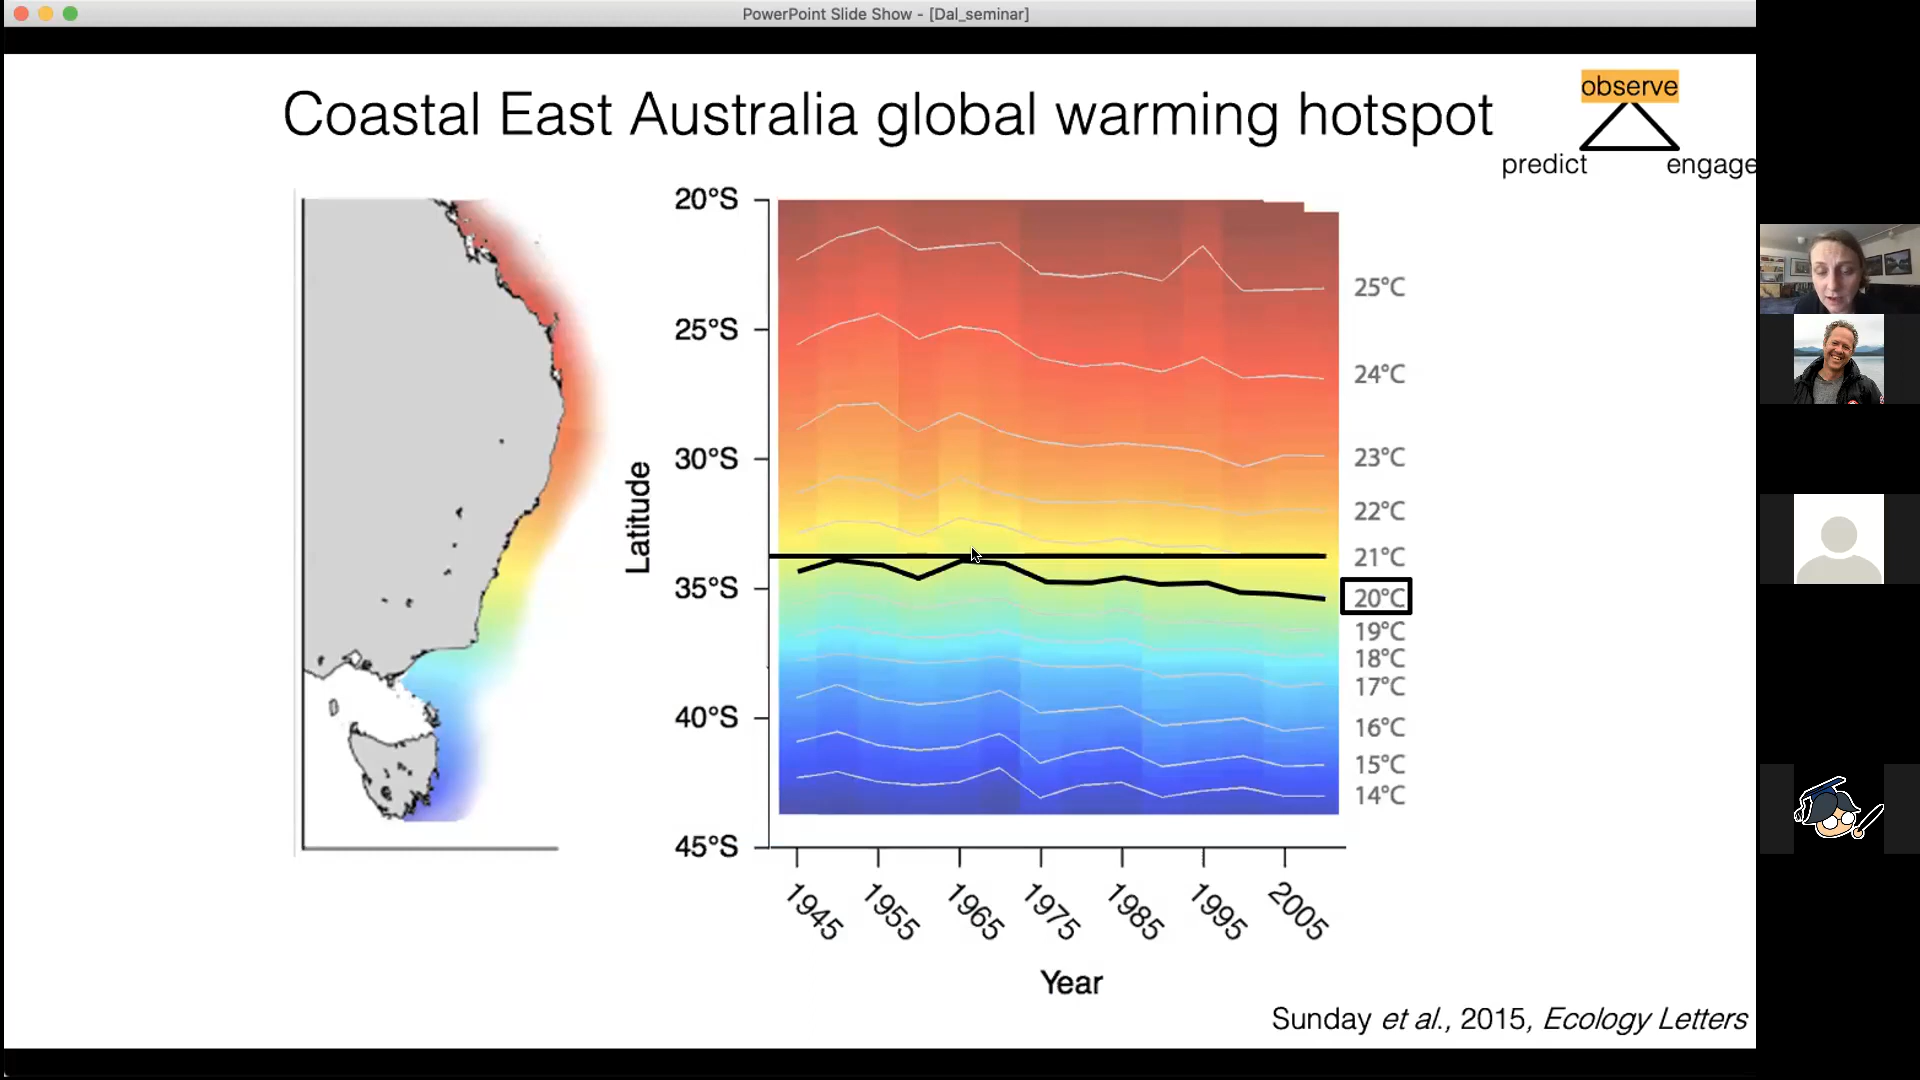 PowerPoint Slide Show - [Dal_seminar]
Coastal East Australia global warming hotspot
observe
predict
engage
Latitude
20°S
25°S
30°S
35°S
40°S
45°S
25°C
24°C
23°C
22°C
21°C
20°C
19°C
18°C
17°C
16°C
15°C
14°C
1945
1955
1965
1975
1985
1995
2005
Year
Sunday et al., 2015, Ecology Letters